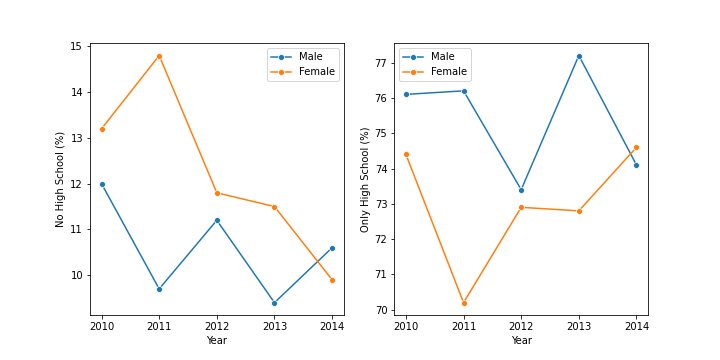 15
14
13
12
11
10
No High School (%)
2010 2011 2012 2013 2014
Year
Male
Female
77
76
75
74
73
72
71
70
Only High School (%)
2010 2011 2012 2013 2014
Year
Male
Female